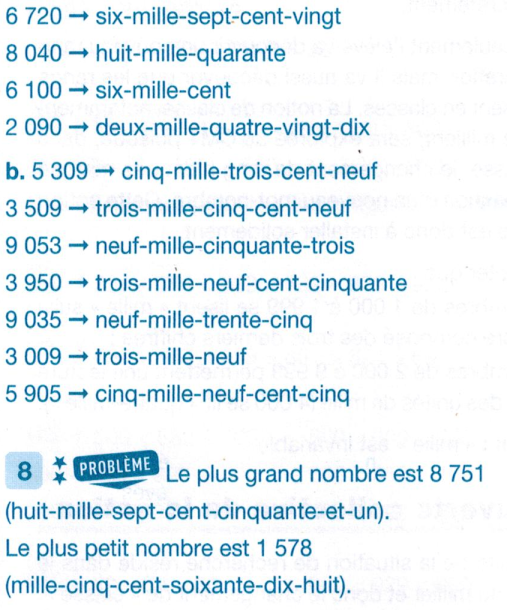 6 720 → six-mille-sept-cent-vingt
8 040 → huit-mille-quarante
6 100 → six-mille-cent
2 090 → deux-mille-quatre-vingt-dix
b. 5 309 → cinq-mille-trois-cent-neuf
3 509 → trois-mille-cinq-cent-neuf
9 053 → neuf-mille-cinquante-trois
3 950 → trois-mille-neuf-cent-cinquante
9 035 → neuf-mille-trente-cinq
3 009 → trois-mille-neuf
5 905 → cinq-mille-neuf-cent-cinq
8 PROBLÈME Le plus grand nombre est 8 751
(huit-mille-sept-cent-cinquante-et-un).
Le plus petit nombre est 1 578
(mille-cinq-cent-soixante-dix-huit).